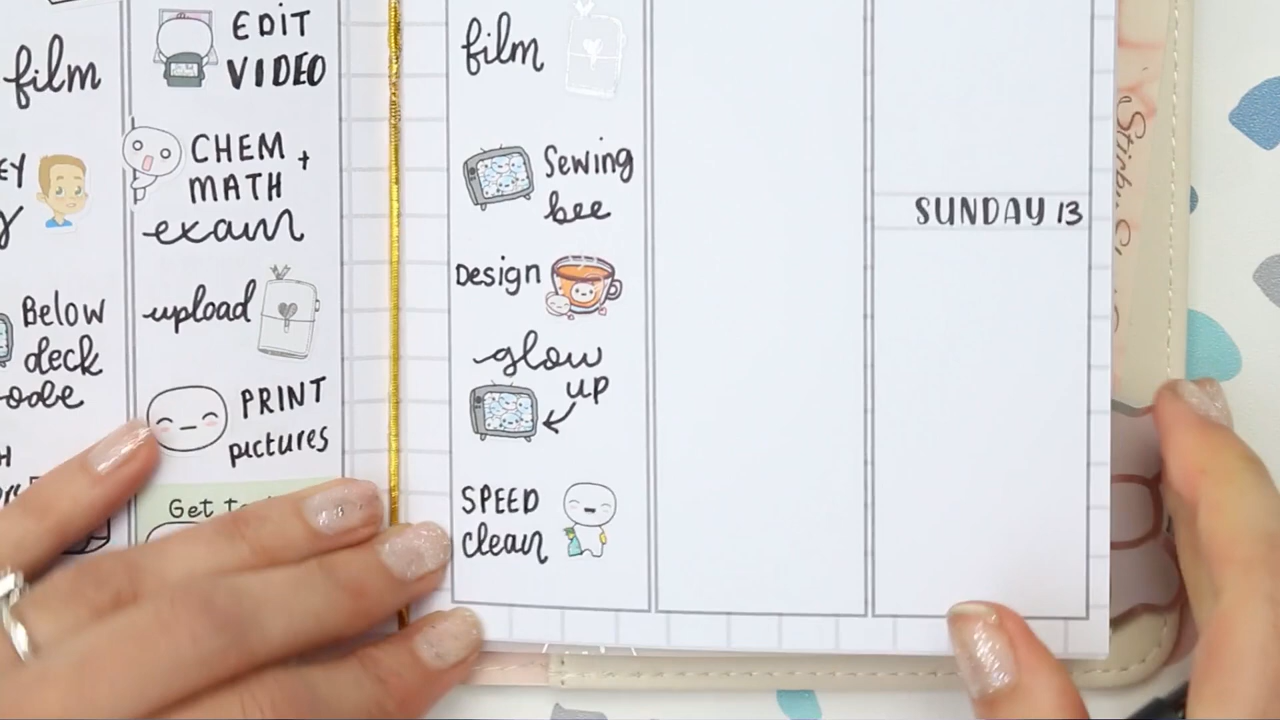 film
EY
Below
deck
EDIT
VIDEO
CHEM +
MATH
exam
upload
PRINT
pictures
film
Sewing
bee
Design
glow
up
SPEED
clean
SUNDAY 13